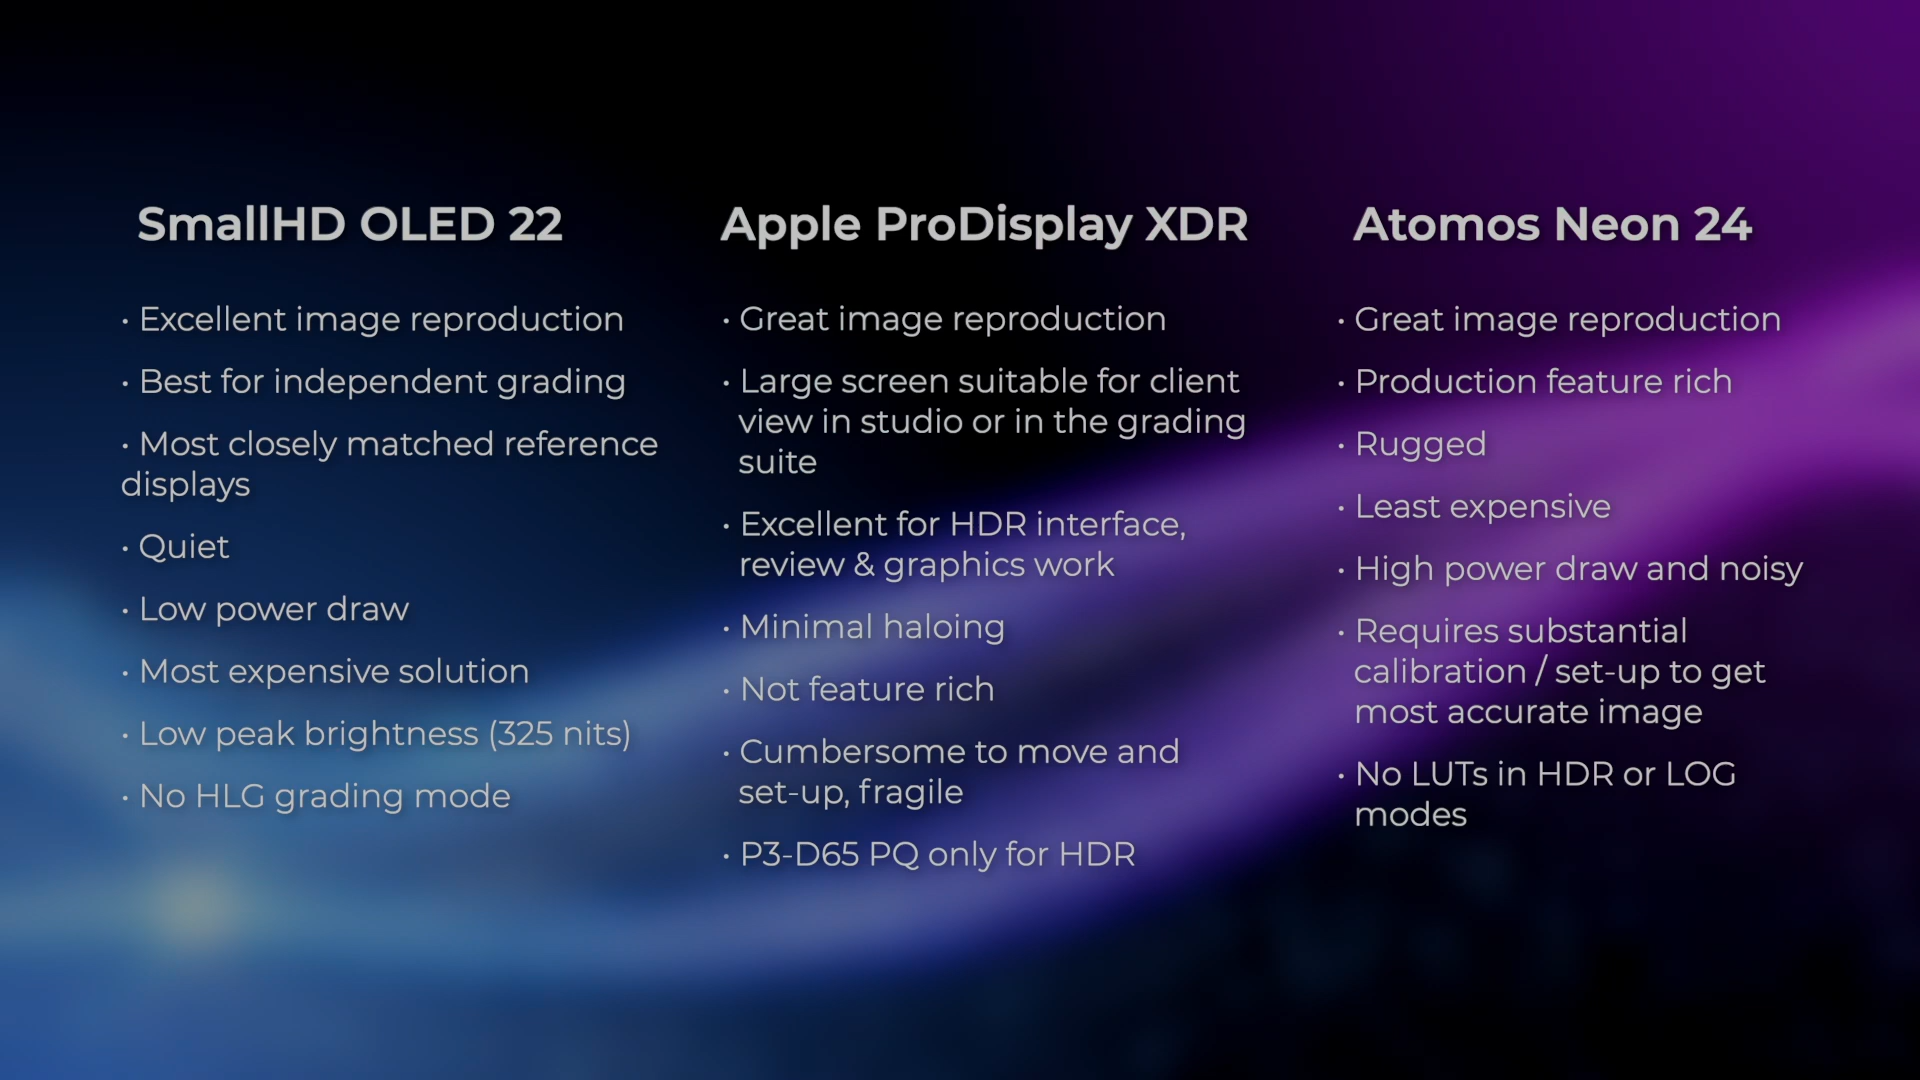 SmallHD OLED 22
· Excellent image reproduction
· Best for independent grading
· Most closely matched reference
displays
· Quiet
· Low power draw
· Most expensive solution
· Low peak brightness (325 nits)
· No HLG grading mode
Apple ProDisplay XDR
· Great image reproduction
· Large screen suitable for client
view in studio or in the grading
suite
· Excellent for HDR interface,
review & graphics work
· Minimal haloing
· Not feature rich
· Cumbersome to move and
set-up, fragile
· P3-D65 PQ only for HDR
Atomos Neon 24
· Great image reproduction
· Production feature rich
· Rugged
· Least expensive
· High power draw and noisy
· Requires substantial
calibration / set-up to get
most accurate image
· No LUTs in HDR or LOG
modes